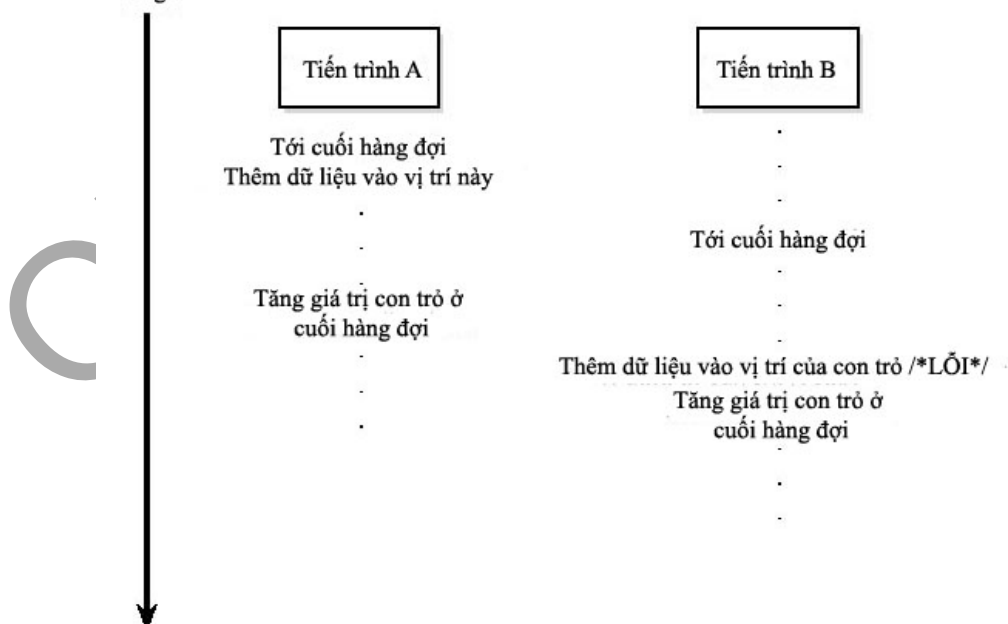 Tiến trình A
Tiến trình B
Tới cuối hàng đợi
Thêm dữ liệu vào vị trí này
Tới cuối hàng đợi
Tăng giá trị con trỏ ở
cuối hàng đợi
Thêm dữ liệu vào vị trí của con trỏ /*LỖI*/
Tăng giá trị con trỏ ở
cuối hàng đợi